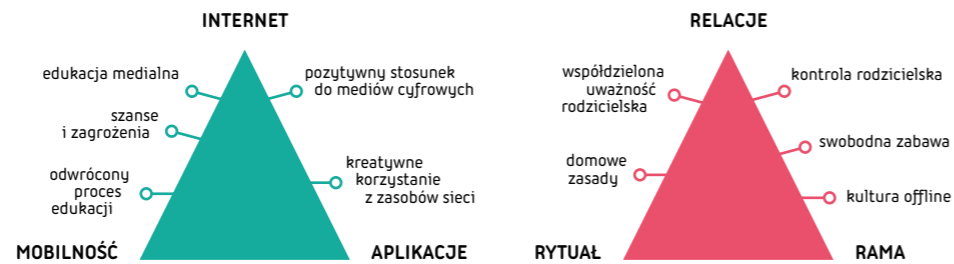 INTERNET
edukacja medialna
szanse
i zagrożenia
odwrócony
proces
edukacji
pozytywny stosunek
do mediów cyfrowych
kreatywne
korzystanie
z zasobów sieci
MOBILNOŚĆ
APLIKACJE
RELACJE
współdzielona
uważność
rodzicielska
domowe
zasady
kontrola rodzicielska
swobodna zabawa
kultura offline
RYTUAŁ
RAMA